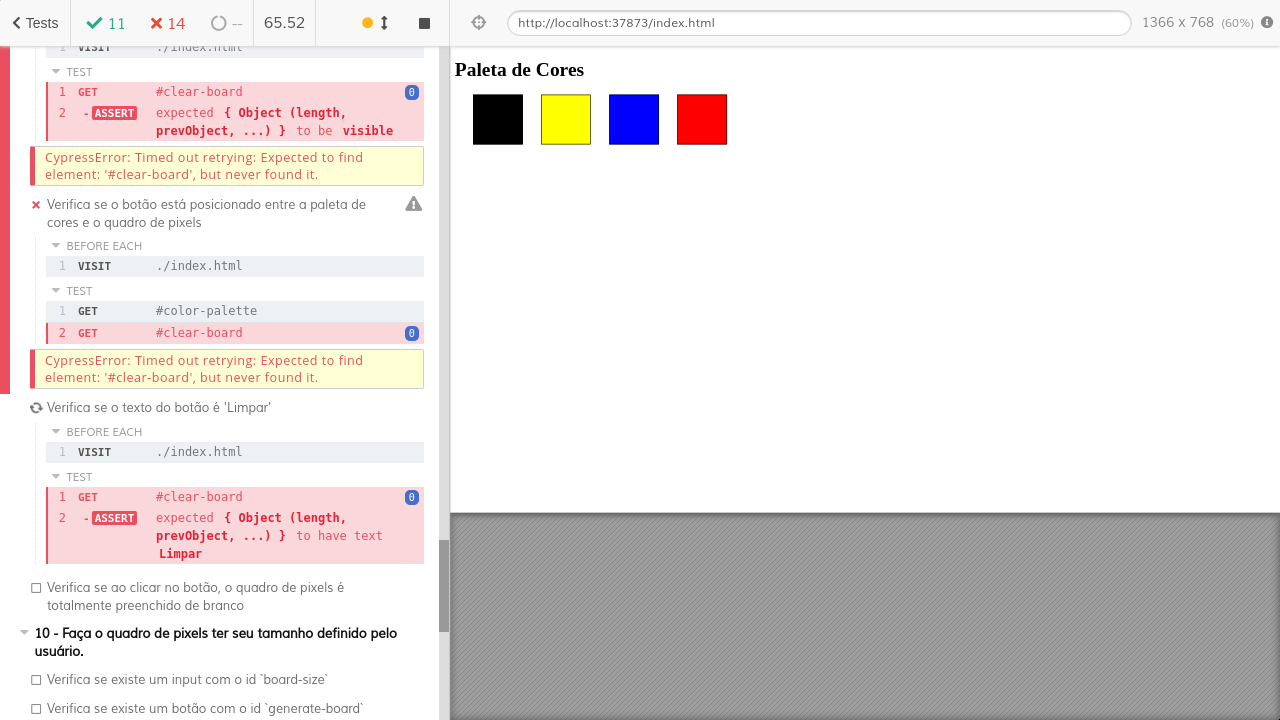 Tests
11
14
--
65.52
http://localhost:37873/index.html
1366 x 768 (60%)
1 VISIT ./index.html
TEST
1 GET #clear-board 0
2 - ASSERT expected { Object (length,
prevObject, ...) } to be visible
CypressError: Timed out retrying: Expected to find
element: '#clear-board', but never found it.
Verifica se o botão está posicionado entre a paleta de
cores e o quadro de pixels
BEFORE EACH
1 VISIT ./index.html
TEST
1 GET #color-palette
2 GET #clear-board 0
CypressError: Timed out retrying: Expected to find
element: '#clear-board', but never found it.
Verifica se o texto do botão é 'Limpar'
BEFORE EACH
1 VISIT ./index.html
TEST
1 GET #clear-board 0
2 - ASSERT expected { Object (length,
prevObject, ...) } to have text
Limpar
Verifica se ao clicar no botão, o quadro de pixels é
totalmente preenchido de branco
10 - Faça o quadro de pixels ter seu tamanho definido pelo
usuário.
Verifica se existe um input com o id `board-size`
Verifica se existe um botão com o id `generate-board`
Paleta de Cores